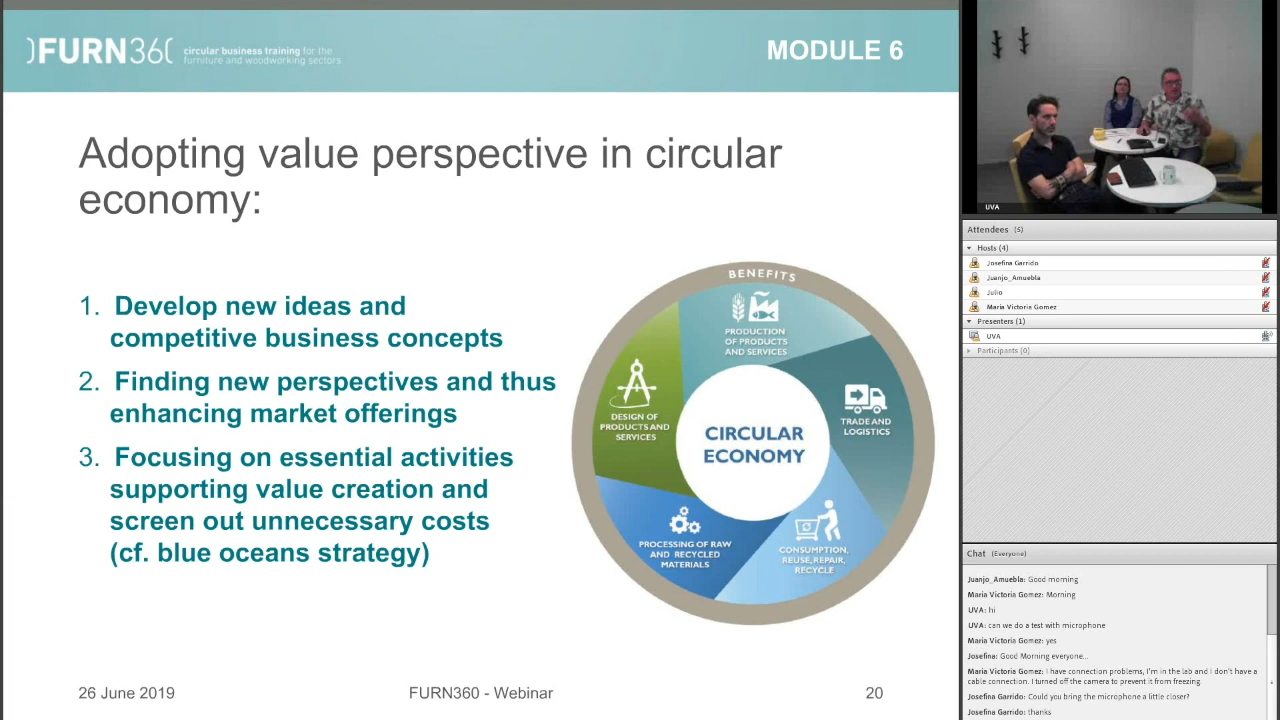 )FURN360(
circular business training for the
furniture and woodworking sectors
MODULE 6
Adopting value perspective in circular
economy:
1. Develop new ideas and
competitive business concepts
2. Finding new perspectives and thus
enhancing market offerings
3. Focusing on essential activities
supporting value creation and
screen out unnecessary costs
(cf. blue oceans strategy)
BENEFITS
PRODUCTION
OF PRODUCTS
AND SERVICES
TRADE AND
LOGISTICS
CONSUMPTION,
REUSE, REPAIR,
RECYCLE
PROCESSING OF RAW
AND RECYCLED
MATERIALS
DESIGN OF
PRODUCTS AND
SERVICES
CIRCULAR
ECONOMY
26 June 2019
FURN360 - Webinar
20
UVA
Attendees (5)
Hosts (4)
Josefina Garrido
Juanjo_Amuebla
Julio
Maria Victoria Gomez
Presenters (1)
UVA
Participants (0)
Chat (Everyone)
Juanjo_Amuebla: Good morning
Maria Victoria Gomez: Morning
UVA: hi
UVA: can we do a test with microphone
Maria Victoria Gomez: yes
Josefina: Good Morning everyone...
Maria Victoria Gomez: I have connection problems, I'm in the lab and I don't have a
cable connection. I turned off the camera to prevent it from freezing.
Josefina Garrido: Could you bring the microphone a little closer?
Josefina Garrido: thanks